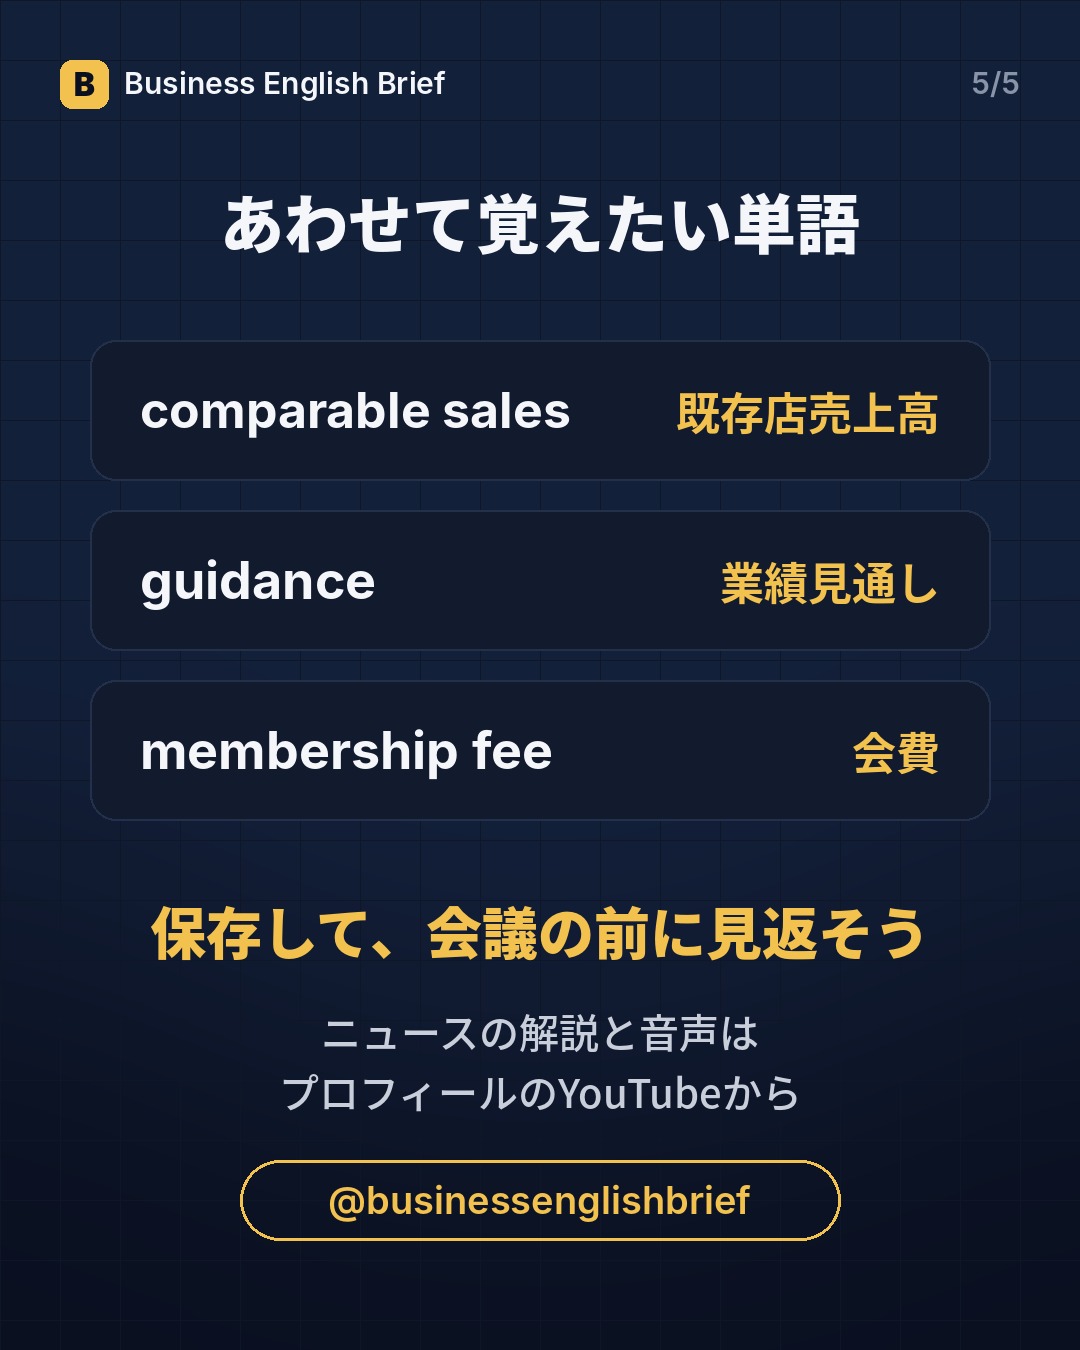 B Business English Brief 5/5
あわせて覚えたい単語
comparable sales 既存店売上高
guidance 業績見通し
membership fee 会費
保存して、会議の前に見返そう
ニュースの解説と音声は
プロフィールのYouTubeから
@businessenglishbrief